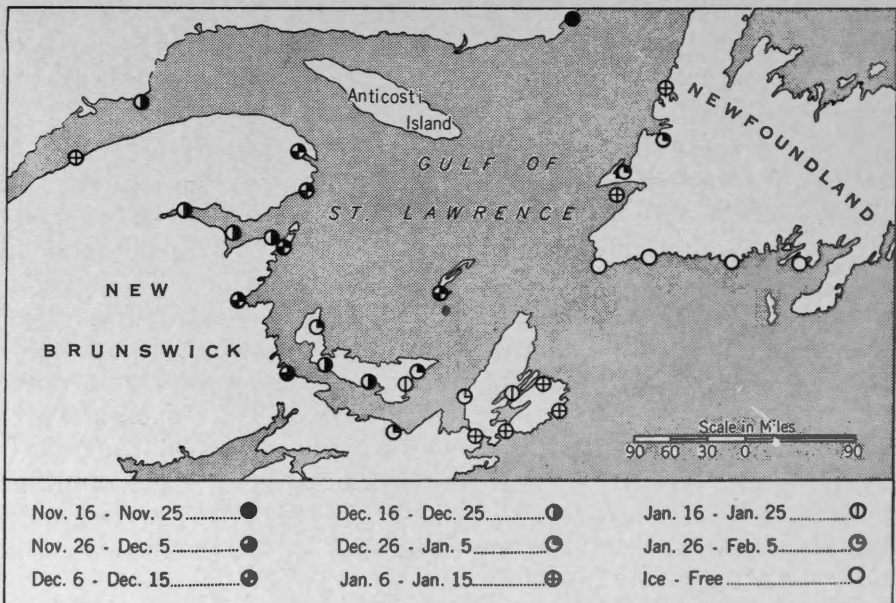 Anticosti
Island
GULF OF
ST. LAWRENCE
NEWFOUNDLAND
NEW
BRUNSWICK
Scale in Miles
90 60 30 0 90
Nov. 16 - Nov. 25
Dec. 16 - Dec. 25
Jan. 16 - Jan. 25
Nov. 26 - Dec. 5
Dec. 26 - Jan. 5
Jan. 26 - Feb. 5
Dec. 6 - Dec. 15
Jan. 6 - Jan. 15
Ice - Free